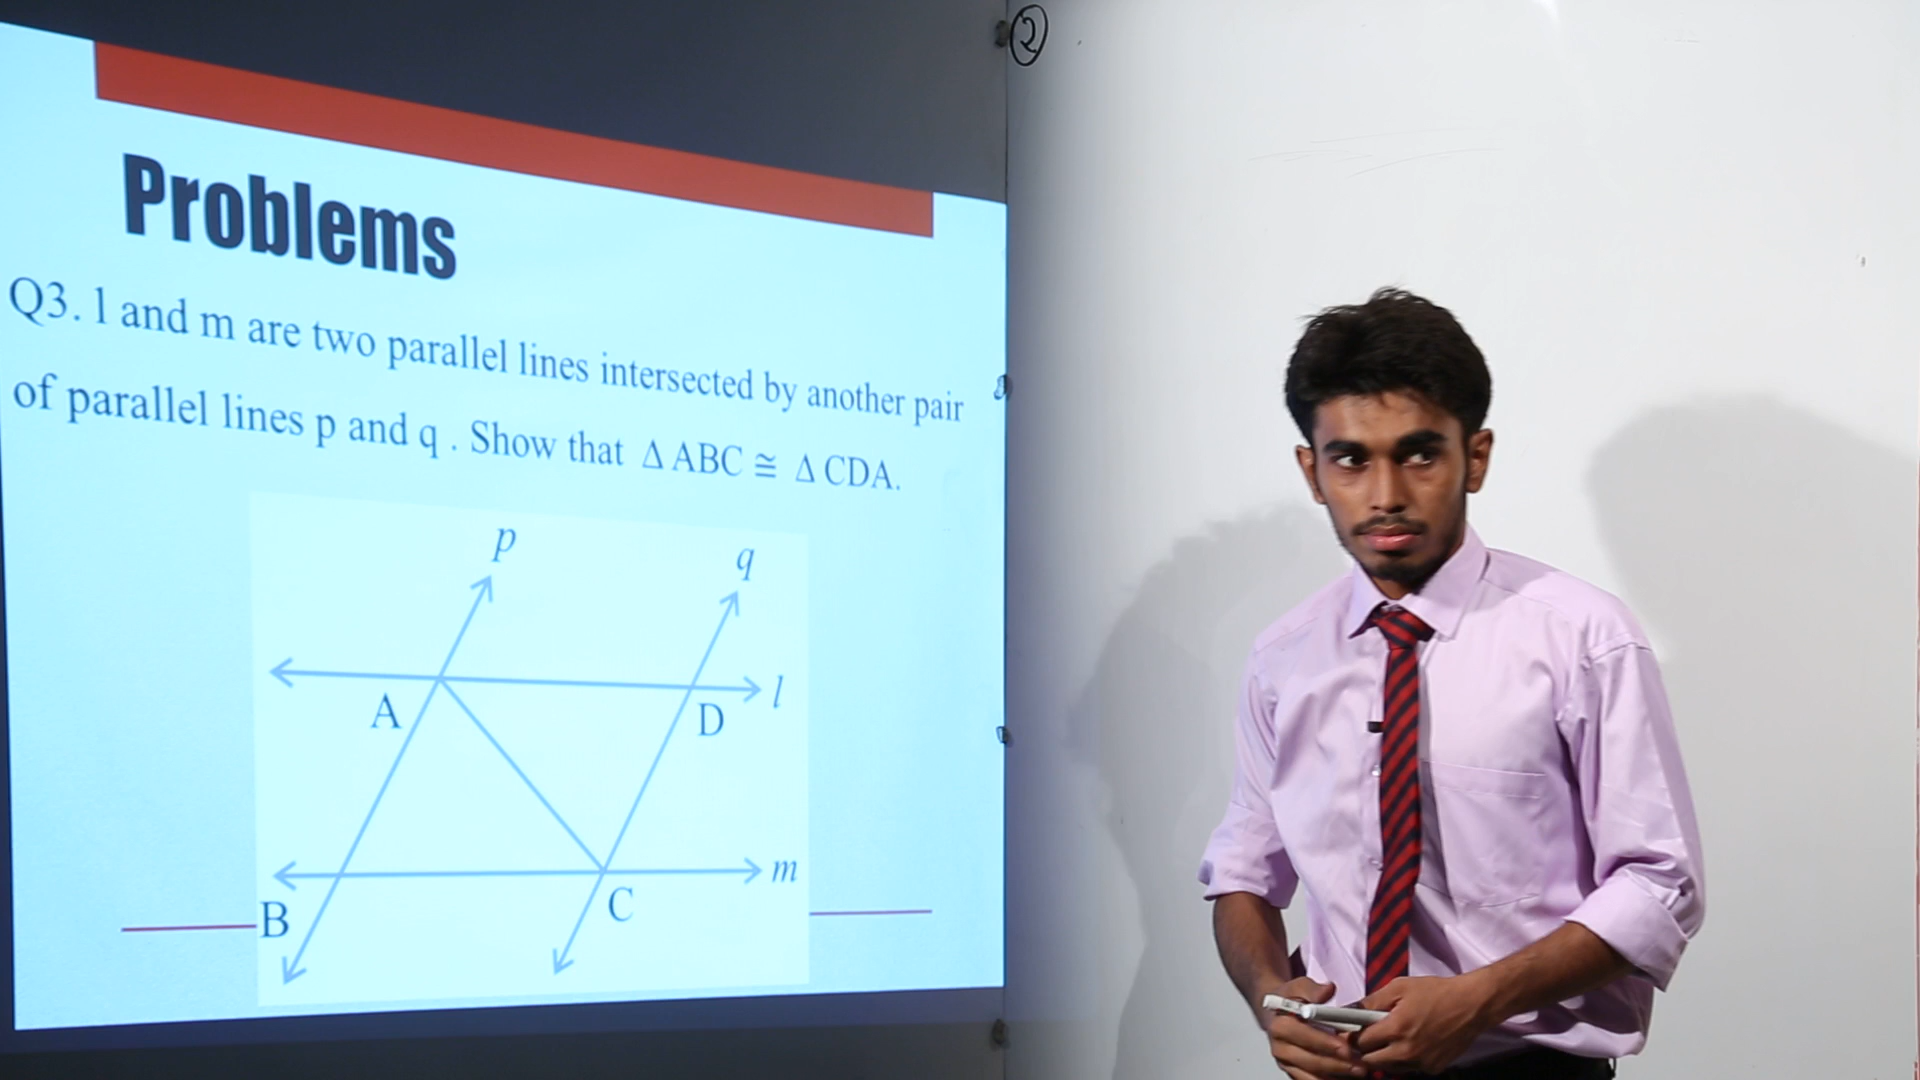 Problems
Q3. l and m are two parallel lines intersected by another pair
of parallel lines p and q . Show that Δ ABC ≅ Δ CDA.
p
q
A
D
l
B
C
m
२